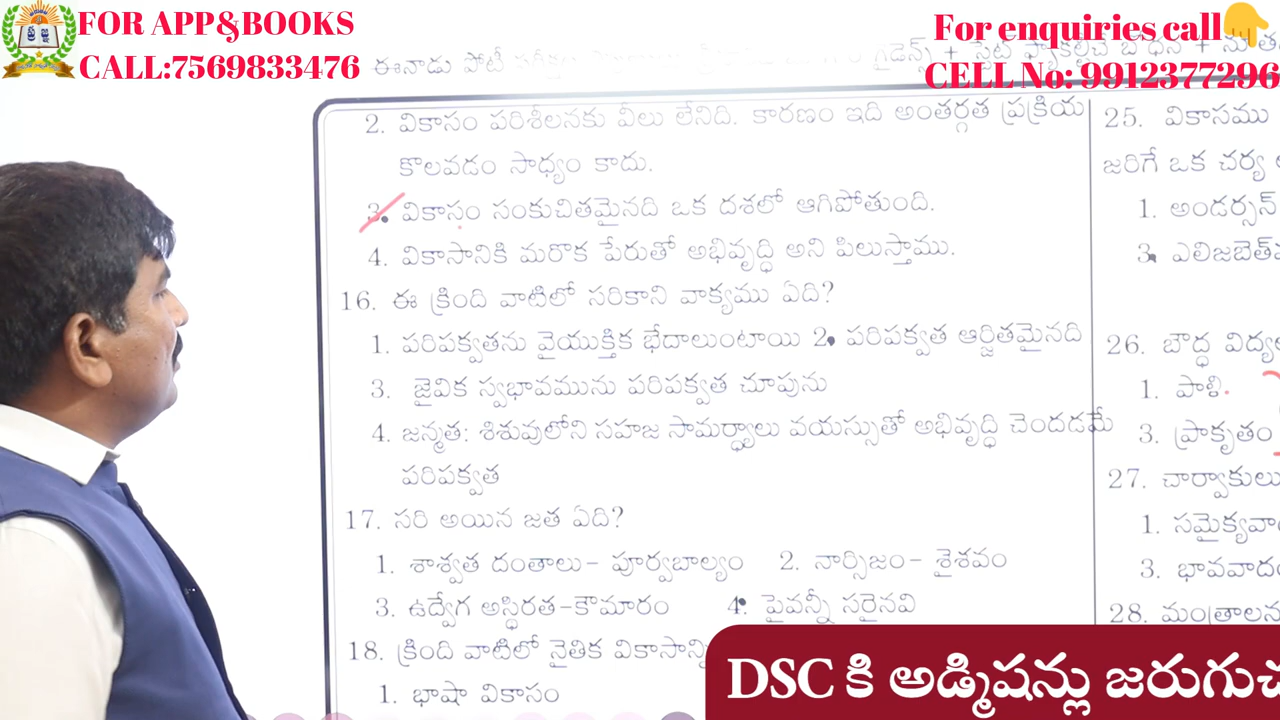 FOR APP&BOOKS
CALL:7569833476
For enquiries call
CELL No: 9912377296
ఈనాడు పోటీ
గైడెన్స్ +
2. వికాసం పరిశీలనకు వీలు లేనిది. కారణం ఇది అంతర్గత ప్రక్రియ
కొలవడం సాధ్యం కాదు.
3. వికాసం సంకుచితమైనది ఒక దశలో ఆగిపోతుంది.
4. వికాసానికి మరొక పేరుతో అభివృద్ధి అని పిలుస్తాము.
16. ఈ క్రింది వాటిలో సరికాని వాక్యము ఏది?
1. పరిపక్వతను వైయుక్తిక భేదాలుంటాయి 2. పరిపక్వత ఆర్జితమైనది
3. జైవిక స్వభావమును పరిపక్వత చూపును
4. జన్మత: శిశువులోని సహజ సామర్థ్యాలు వయస్సుతో అభివృద్ధి చెందడమే
పరిపక్వత
17. సరి అయిన జత ఏది?
1. శాశ్వత దంతాలు- పూర్వబాల్యం 2. నార్సిజం- శైశవం
3. ఉద్వేగ అస్థిరత-కౌమారం 4. పైవన్నీ సరైనవి
18. క్రింది వాటిలో నైతిక
1. భాషా వికాసం
25. వికాసము
జరిగే ఒక చర్య
1. అండర్సన్
3. ఎలిజబెత్
26. బౌద్ధ
1. పాళి
3. ప్రాకృతం
27. చార్వాకులు
1.
3.
28.
DSC కి అడ్మిషన్లు